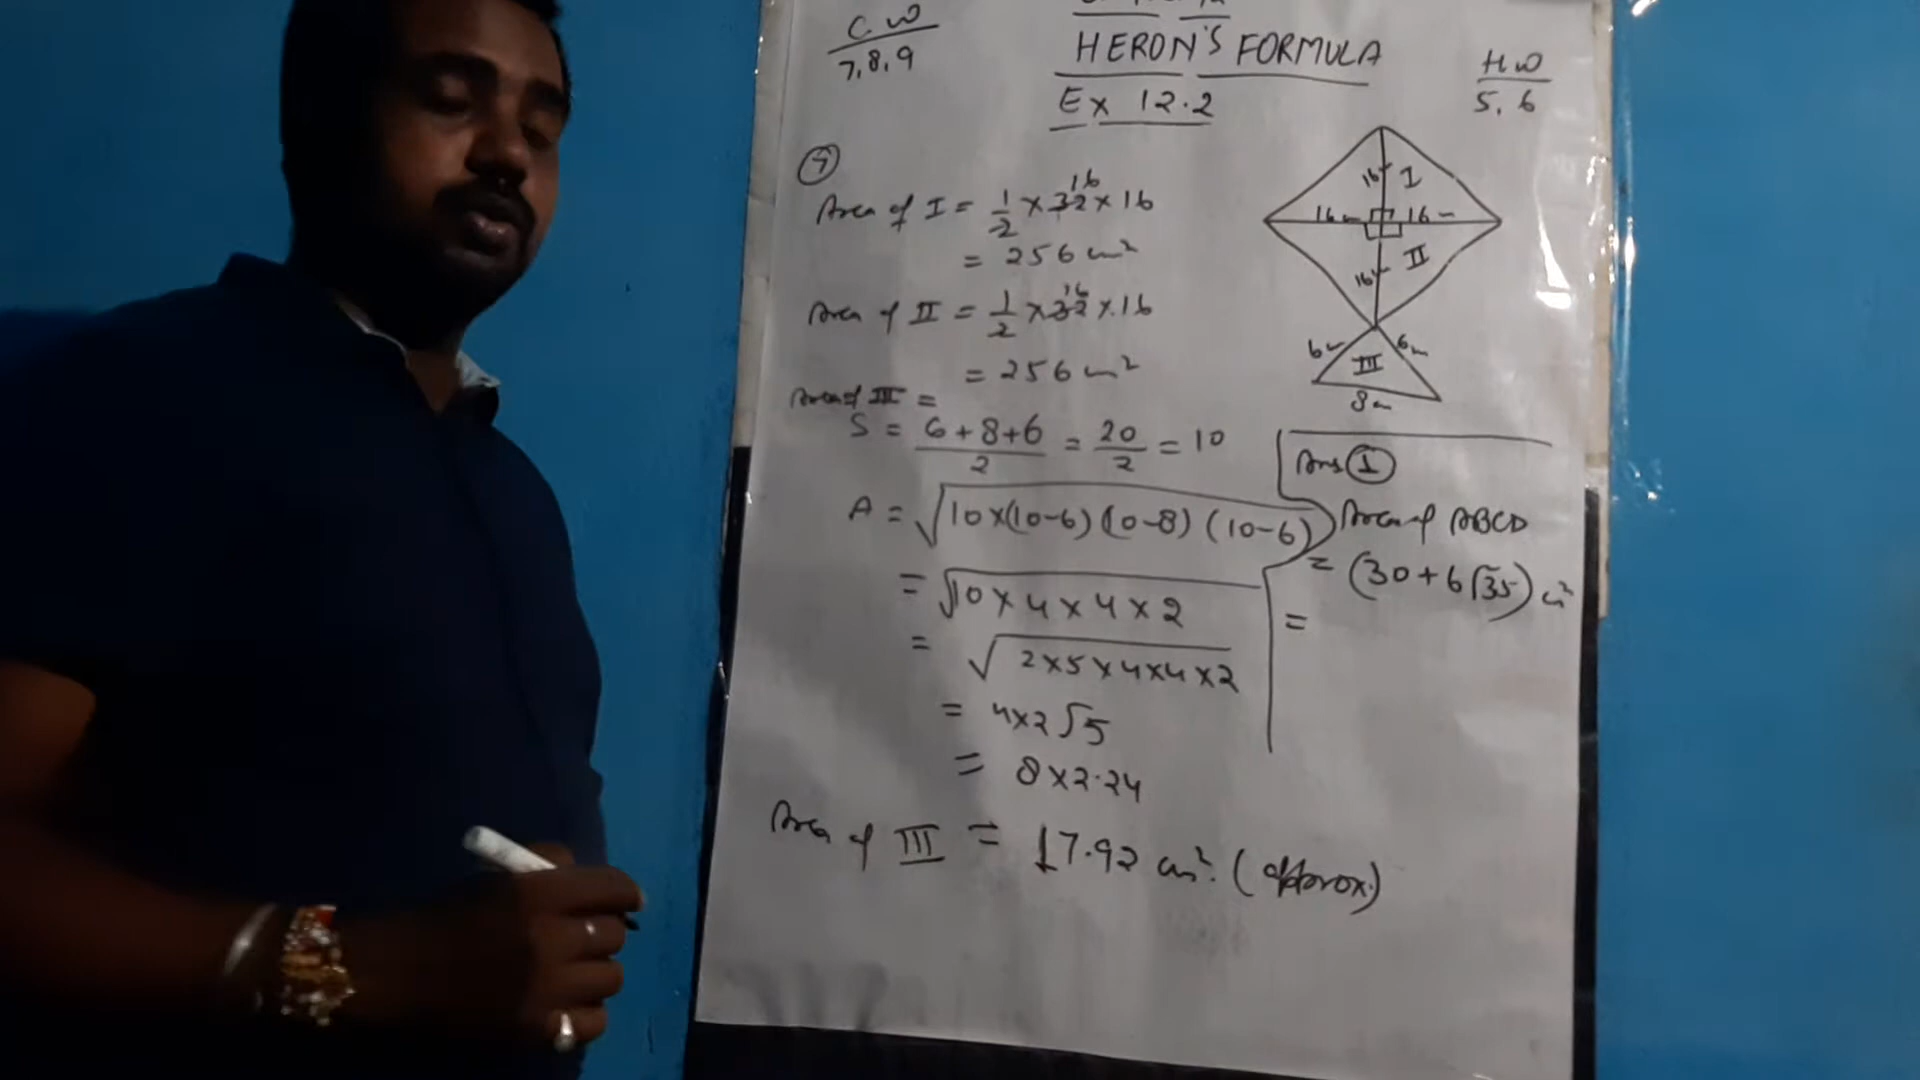 C.W
7,8,9
HERON'S FORMULA
Ex 12.2
HW
5, 6
7
Area of I = 1/2 × 32 × 16
16
= 256 cm²
Area of II = 1/2 × 32 × 16
16
= 256 cm²
Area of III =
S = 6+8+6/2 = 20/2 = 10
A = √10×(10-6)(10-8)(10-6)
= √10×4×4×2
= √2×5×4×4×2
= 4×2√5
= 8×2.24
Area of III = 17.92 cm². (approx.)
16 I
16 16
II
16
6 6
III
8
Ans 1
Area of ABCD
= (30+6√35) cm²
=